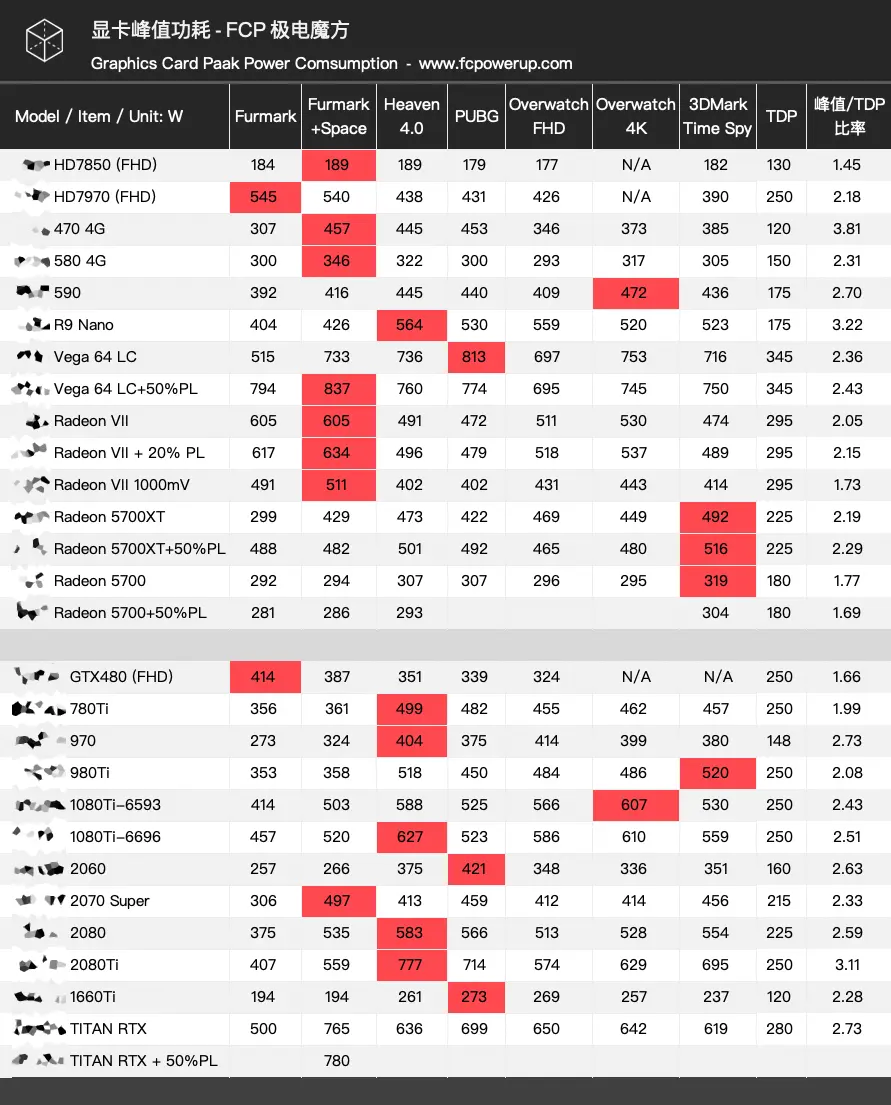 显卡峰值功耗 - FCP 极电魔方
Graphics Card Paak Power Comsumption - www.fcpowerup.com
Model / Item / Unit: W Furmark Furmark +Space Heaven 4.0 PUBG Overwatch FHD Overwatch 4K 3DMark Time Spy TDP 峰值/TDP 比率
HD7850 (FHD) 184 189 189 179 177 N/A 182 130 1.45
HD7970 (FHD) 545 540 438 431 426 N/A 390 250 2.18
470 4G 307 457 445 453 346 373 385 120 3.81
580 4G 300 346 322 300 293 317 305 150 2.31
590 392 416 445 440 409 472 436 175 2.70
R9 Nano 404 426 564 530 559 520 523 175 3.22
Vega 64 LC 515 733 736 813 697 753 716 345 2.36
Vega 64 LC+50%PL 794 837 760 774 695 745 750 345 2.43
Radeon VII 605 605 491 472 511 530 474 295 2.05
Radeon VII + 20% PL 617 634 496 479 518 537 489 295 2.15
Radeon VII 1000mV 491 511 402 402 431 443 414 295 1.73
Radeon 5700XT 299 429 473 422 469 449 492 225 2.19
Radeon 5700XT+50%PL 488 482 501 492 465 480 516 225 2.29
Radeon 5700 292 294 307 307 296 295 319 180 1.77
Radeon 5700+50%PL 281 286 293 304 180 1.69
GTX480 (FHD) 414 387 351 339 324 N/A N/A 250 1.66
780Ti 356 361 499 482 455 462 457 250 1.99
970 273 324 404 375 414 399 380 148 2.73
980Ti 353 358 518 450 484 486 520 250 2.08
1080Ti-6593 414 503 588 525 566 607 530 250 2.43
1080Ti-6696 457 520 627 523 586 610 559 250 2.51
2060 257 266 375 421 348 336 351 160 2.63
2070 Super 306 497 413 459 412 414 456 215 2.33
2080 375 535 583 566 513 528 554 225 2.59
2080Ti 407 559 777 714 574 629 695 250 3.11
1660Ti 194 194 261 273 269 257 237 120 2.28
TITAN RTX 500 765 636 699 650 642 619 280 2.73
TITAN RTX + 50%PL 780